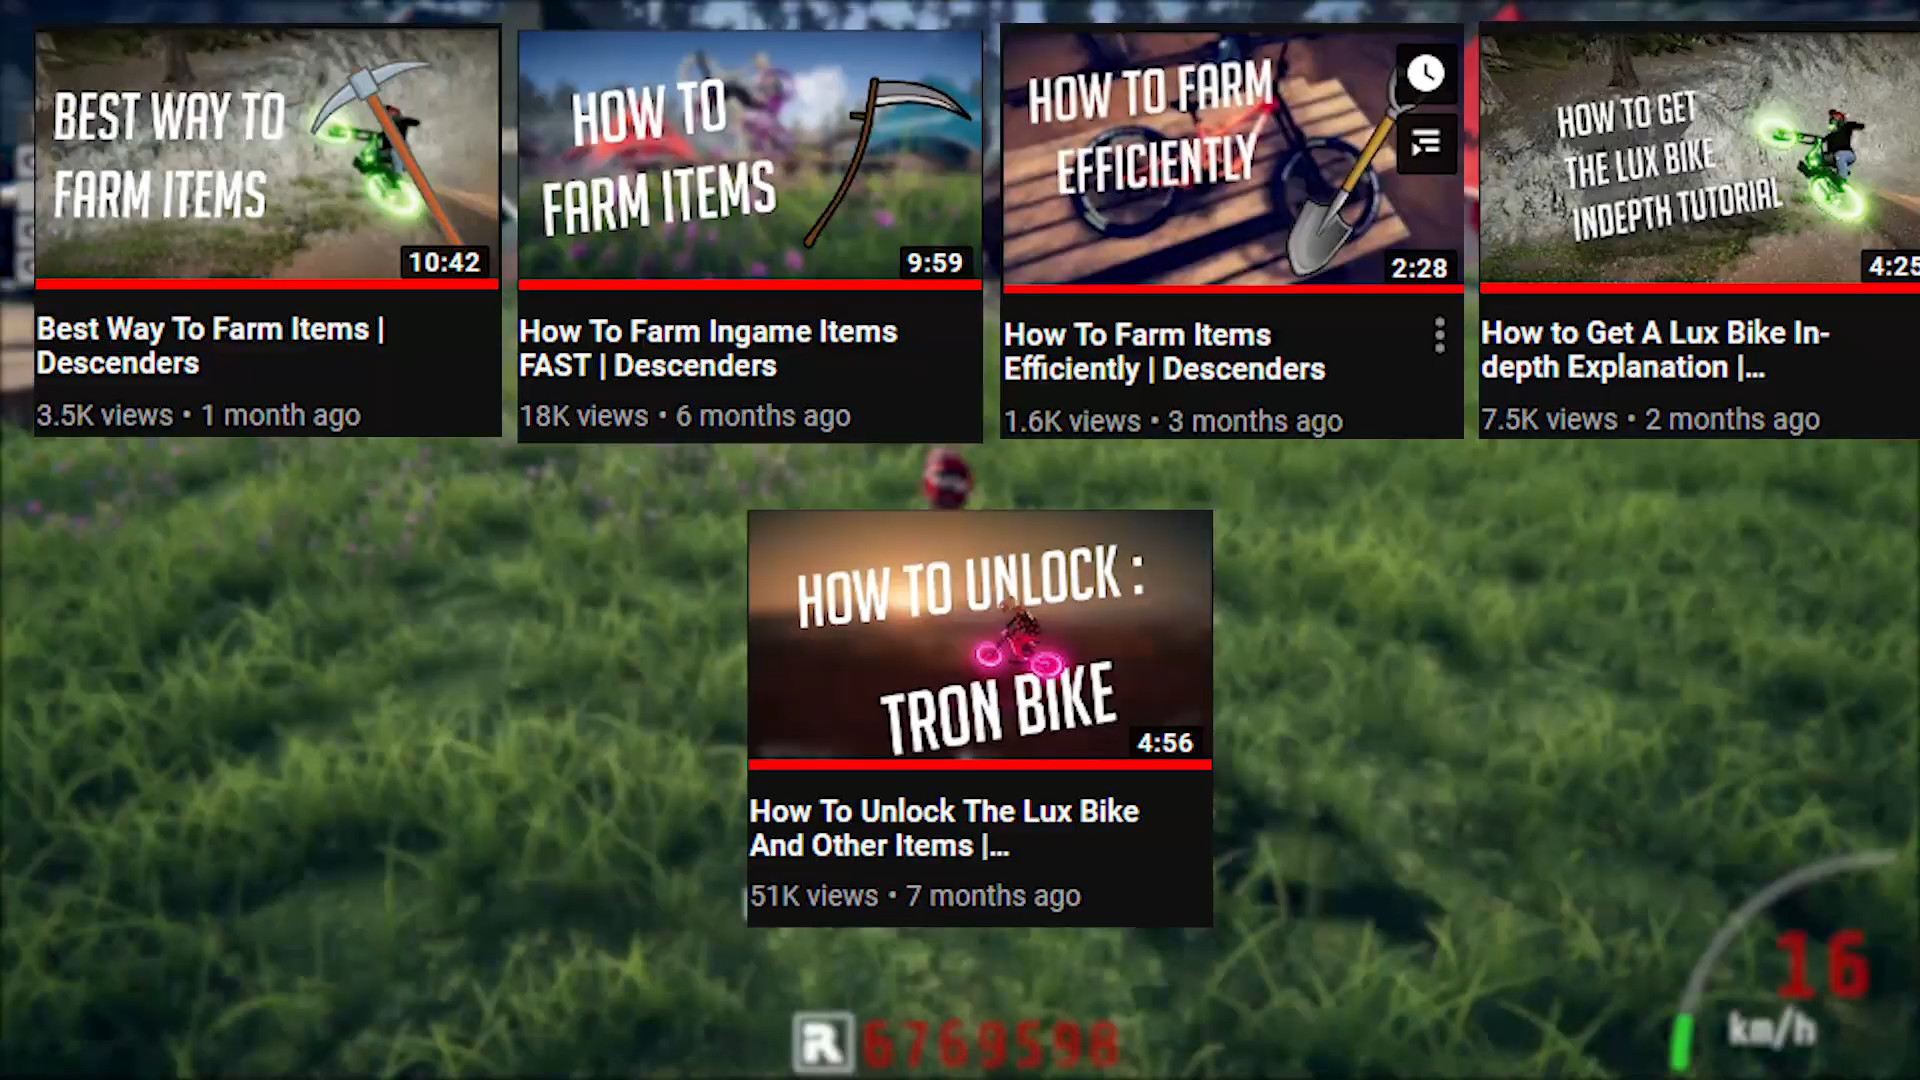 BEST WAY TO
FARM ITEMS
10:42
Best Way To Farm Items |
Descenders
3.5K views • 1 month ago
HOW TO
FARM ITEMS
9:59
How To Farm Ingame Items
FAST | Descenders
18K views • 6 months ago
HOW TO FARM
EFFICIENTLY
2:28
How To Farm Items
Efficiently | Descenders
1.6K views • 3 months ago
HOW TO GET
THE LUX BIKE
INDEPTH TUTORIAL
4:25
How to Get A Lux Bike In-
depth Explanation |...
7.5K views • 2 months ago
HOW TO UNLOCK :
TRON BIKE
4:56
How To Unlock The Lux Bike
And Other Items |...
51K views • 7 months ago
16
km/h
R 6769598